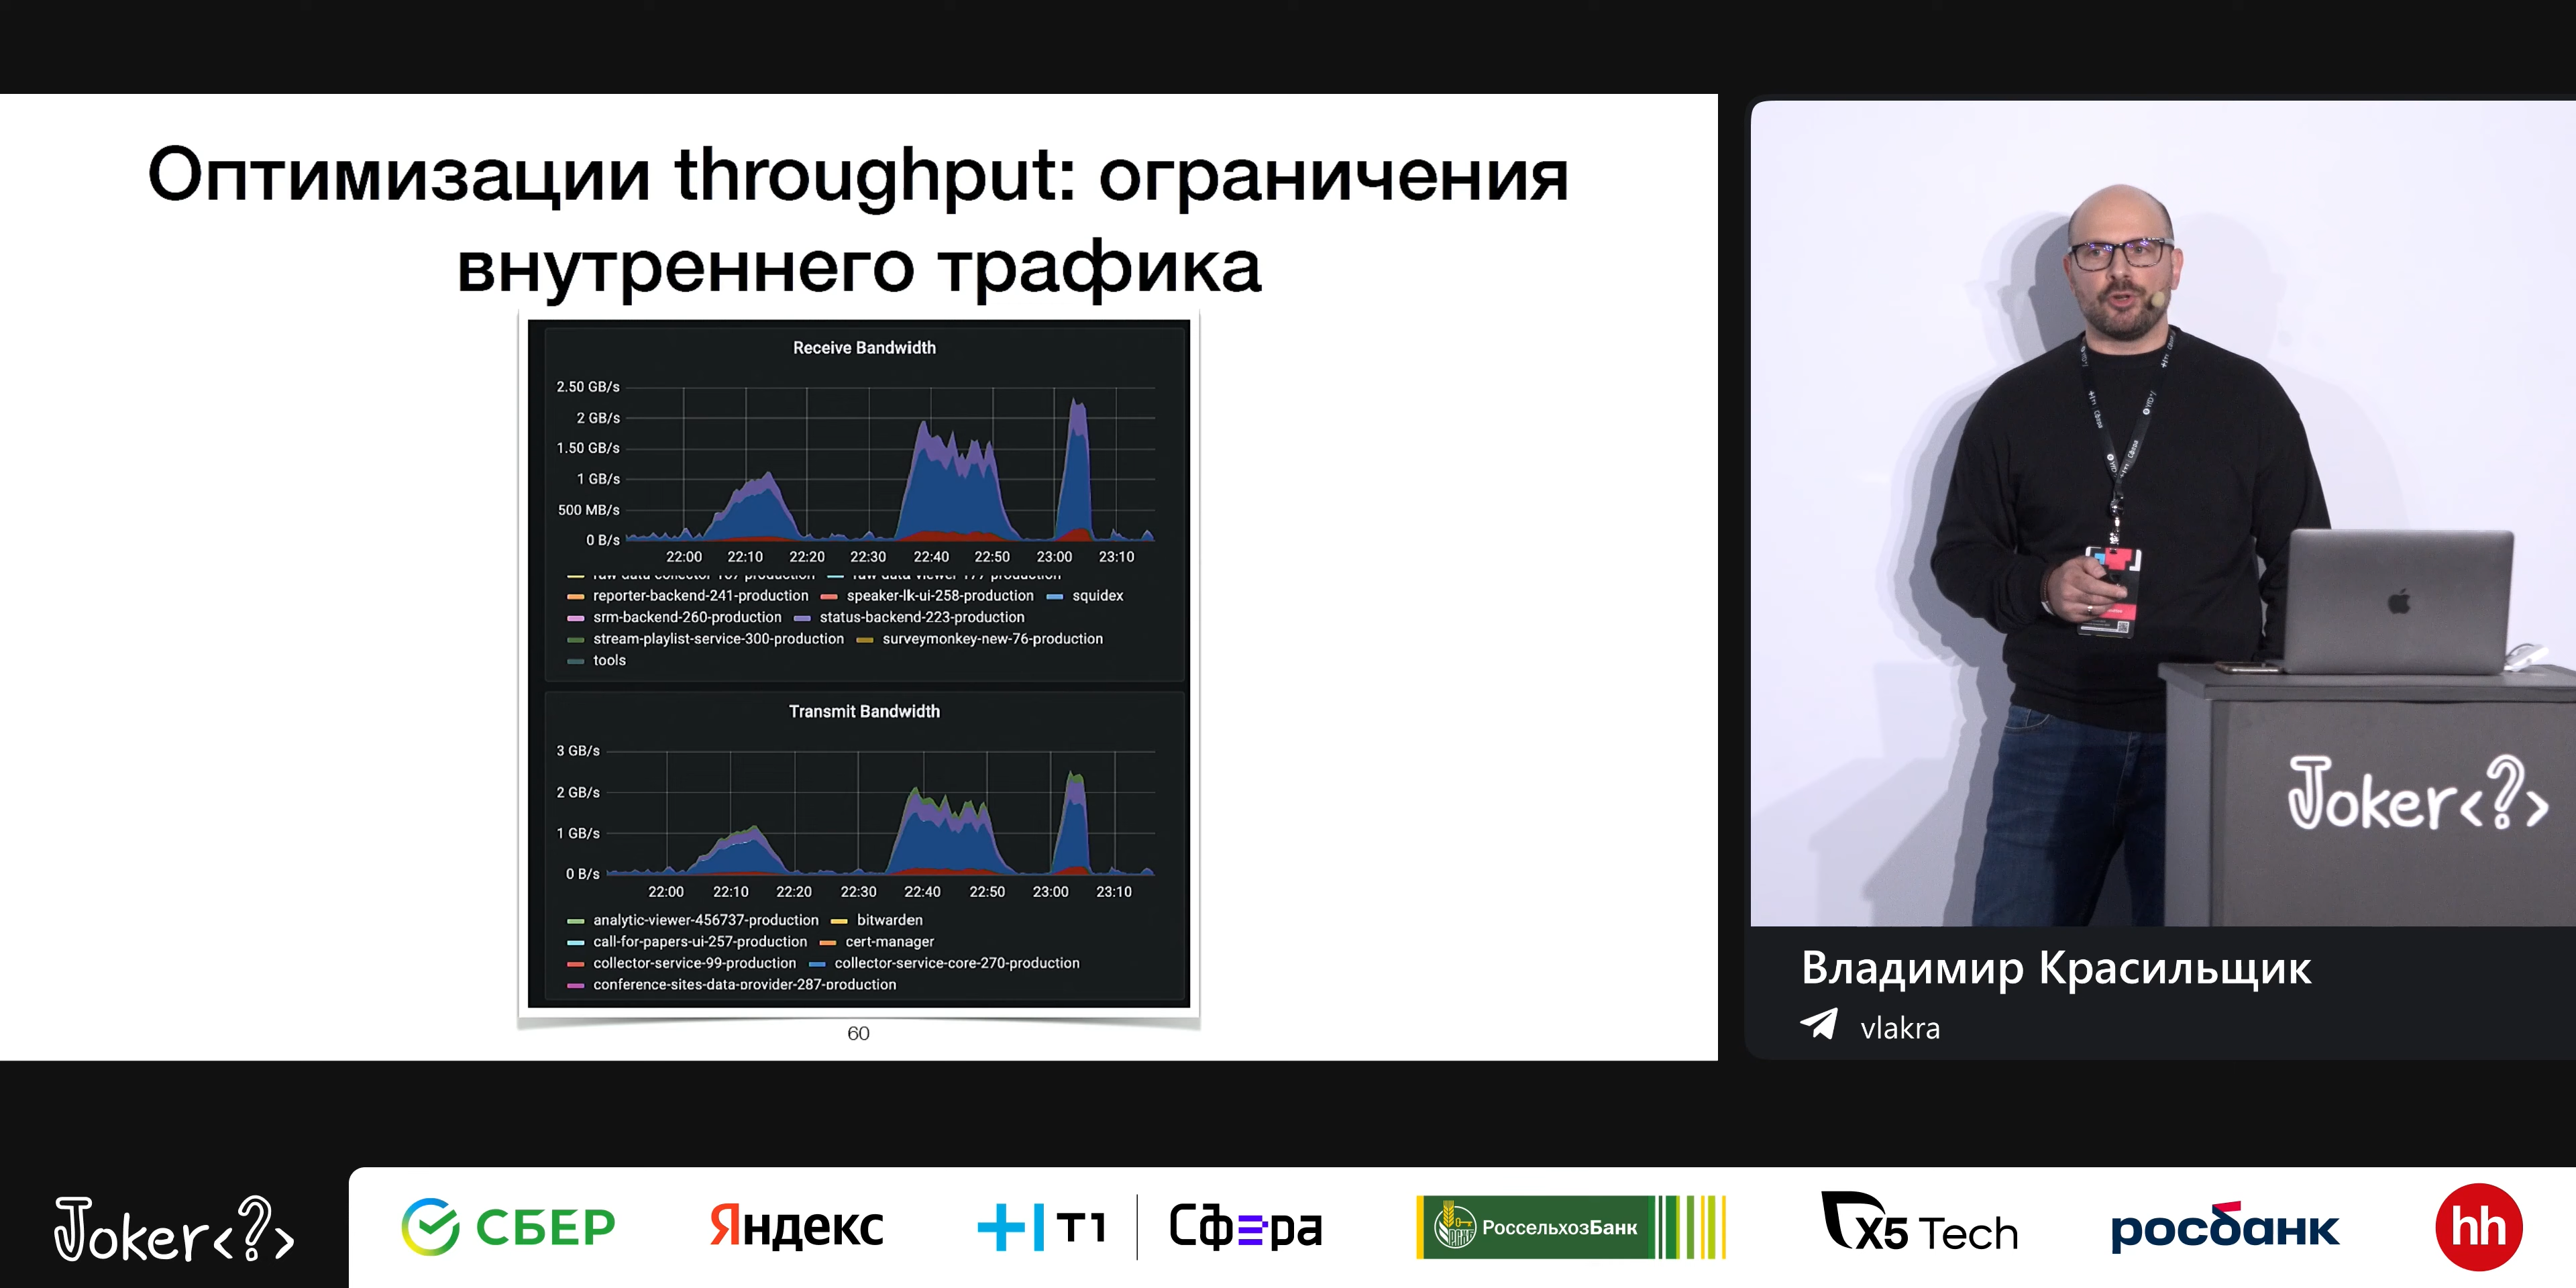 Оптимизации throughput: ограничения
внутреннего трафика
Receive Bandwidth
2.50 GB/s
2 GB/s
1.50 GB/s
1 GB/s
500 MB/s
0 B/s
22:00 22:10 22:20 22:30 22:40 22:50 23:00 23:10
reporter-backend-241-production speaker-lk-ui-258-production squidex
srm-backend-260-production status-backend-223-production
stream-playlist-service-300-production surveymonkey-new-76-production
tools
Transmit Bandwidth
3 GB/s
2 GB/s
1 GB/s
0 B/s
22:00 22:10 22:20 22:30 22:40 22:50 23:00 23:10
analytic-viewer-456737-production bitwarden
call-for-papers-ui-257-production cert-manager
collector-service-99-production collector-service-core-270-production
conference-sites-data-provider-287-production
60
Joker<?>
Владимир Красильщик
vlakra
Joker<?> СБЕР Яндекс Т1 Сфера РоссельхозБанк X5 Tech росбанк hh